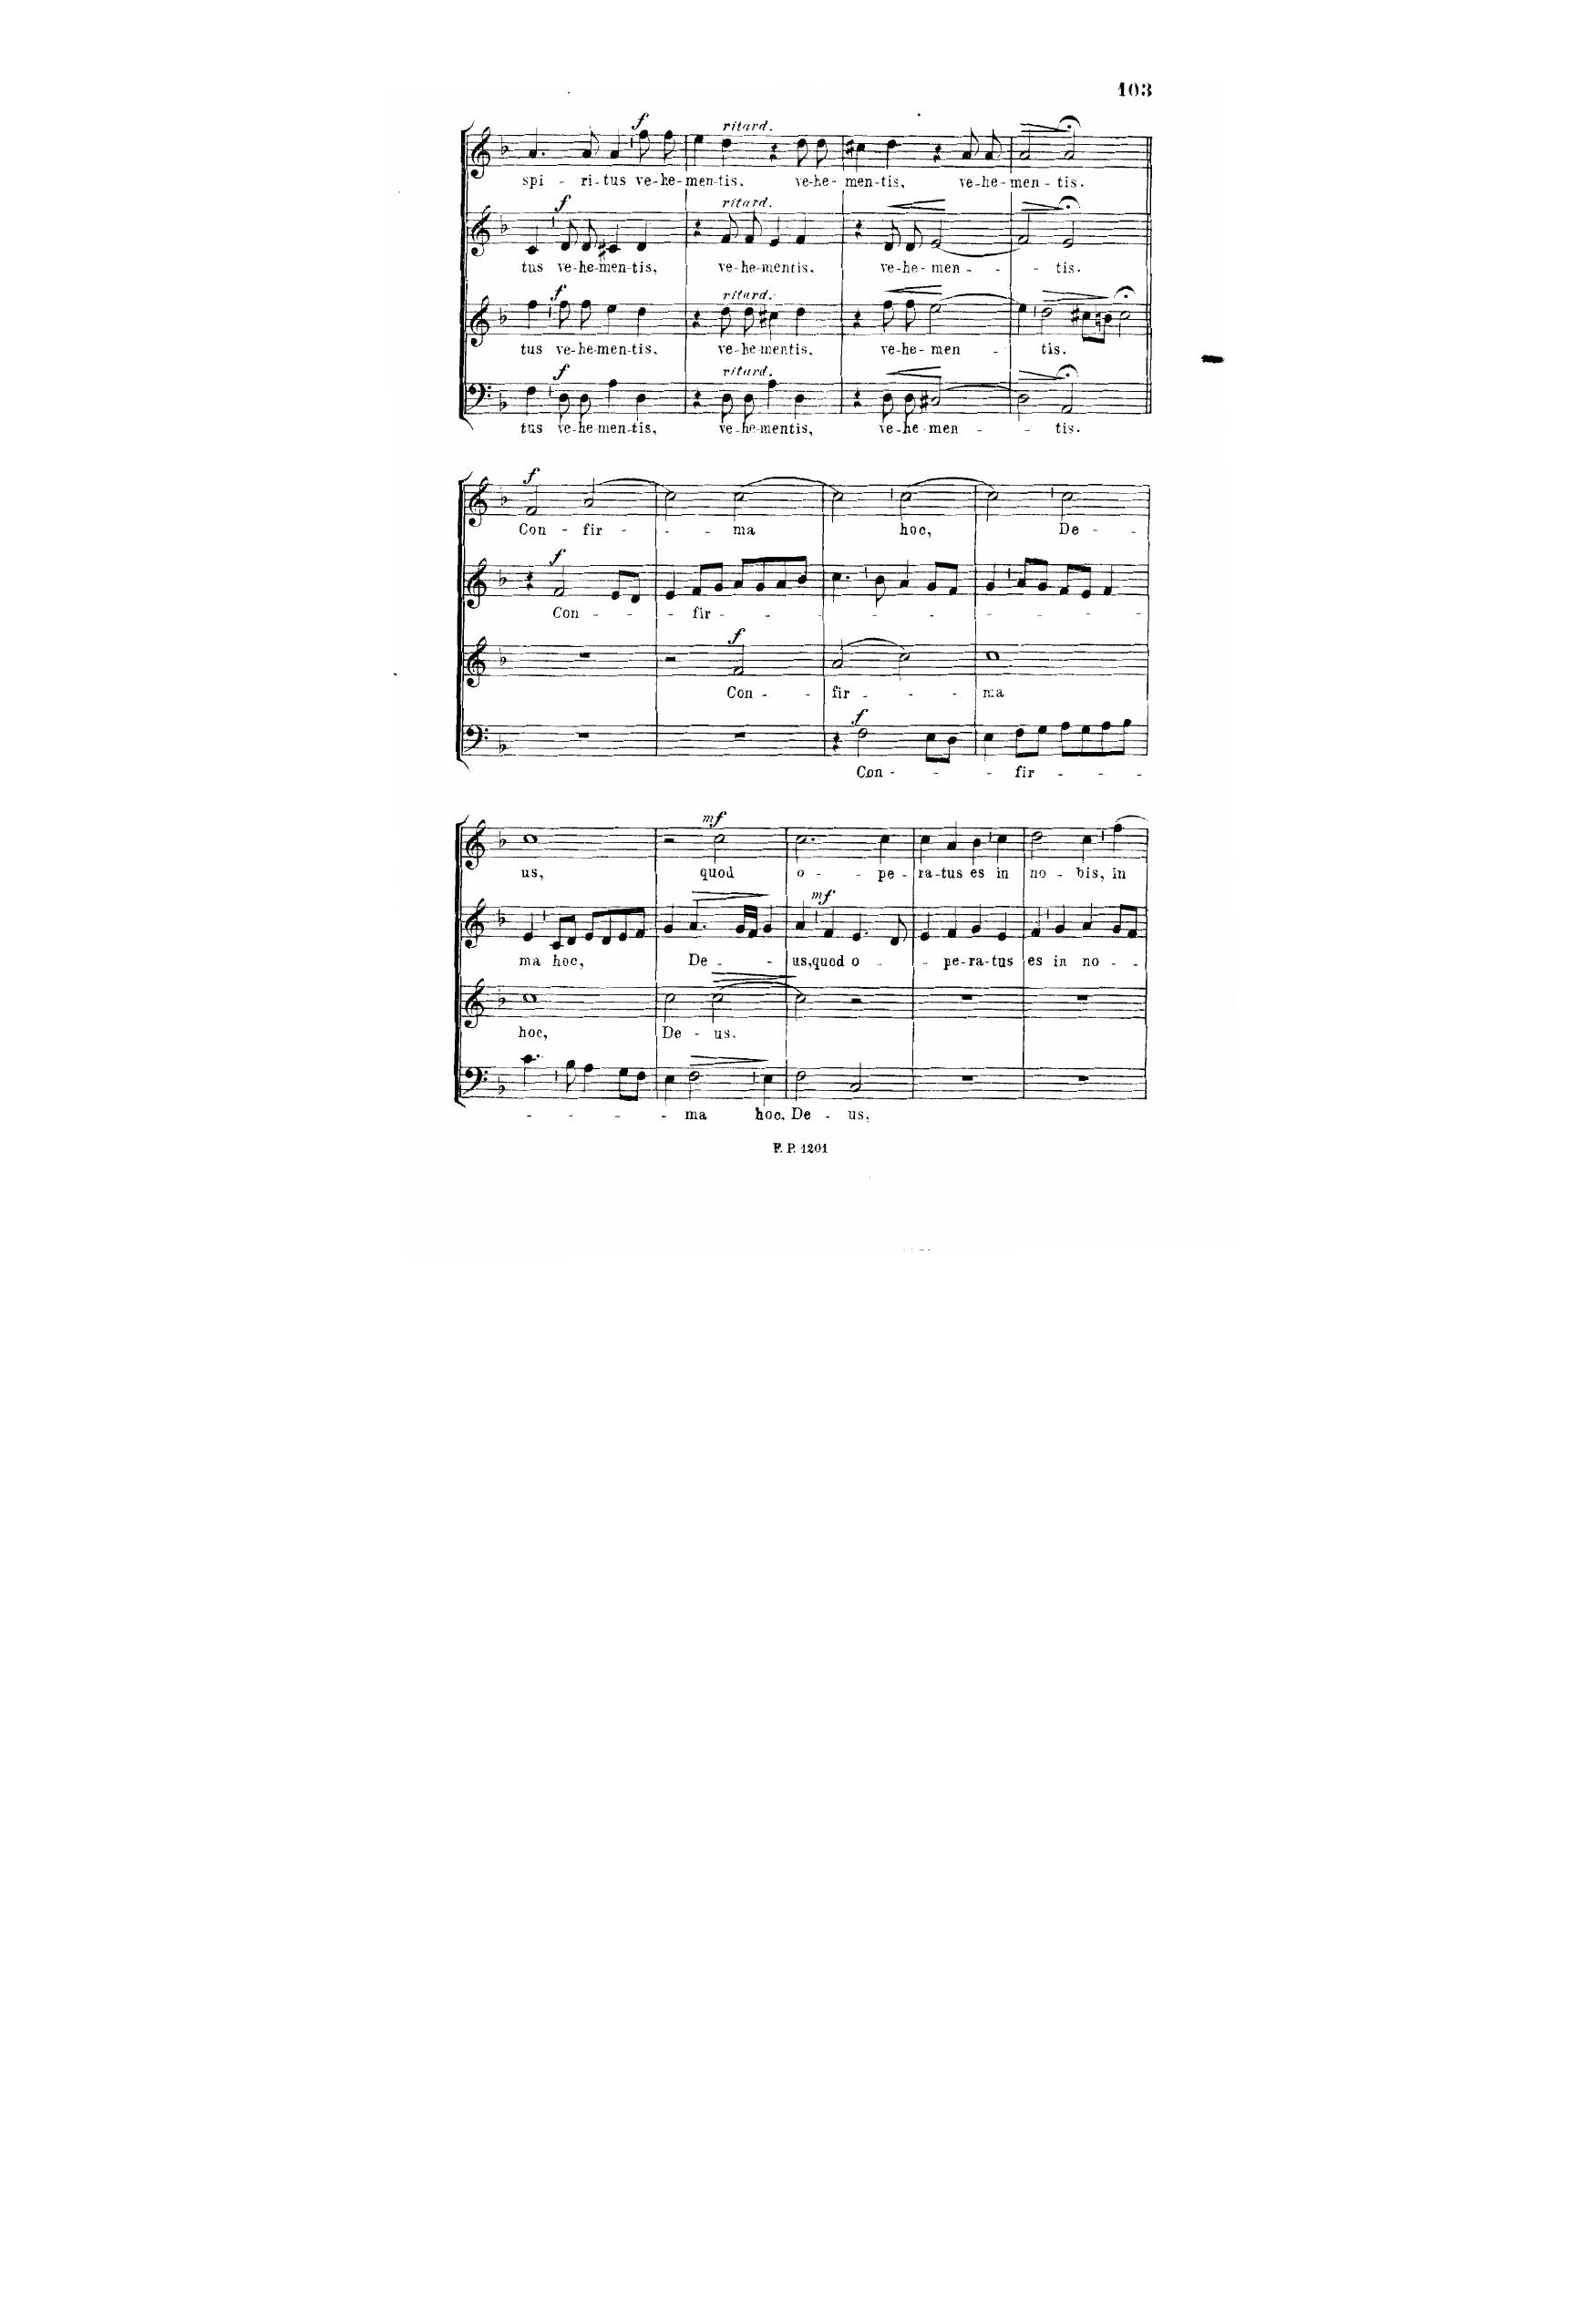 103
f
ritard.
spi - ri-tus ve-he-men-tis. ve-he-men-tis, ve-he-men-tis.
f
ritard.
tus ve-he-men-tis, ve-he-mentis. ve-he-men - - tis.
f
ritard.
tus ve-he-men-tis. ve-he-mentis. ve-he-men - tis.
f
ritard.
tus ve-he-men-tis, ve-he-mentis, ve-he-men - - tis.
f
Con - fir - - - ma hoc, De -
f
Con - - - fir - - - - - -
f
Con - - fir - - - ma
f
Con - - - fir - - -
mf
us, quod o - - pe-ra-tus es in no - bis, in
mf
ma hoc, De - - us, quod o - - pe-ra-tus es in no - -
hoc, De - us.
- - - - ma hoc. De - us,
F. P. 1201